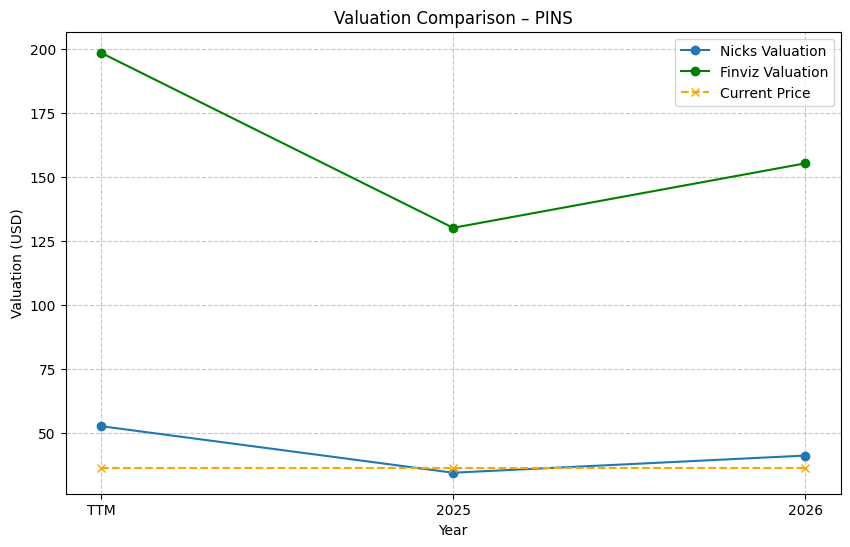 Valuation Comparison – PINS
Nicks Valuation
Finviz Valuation
Current Price
Valuation (USD)
200
175
150
125
100
75
50
TTM
2025
2026
Year